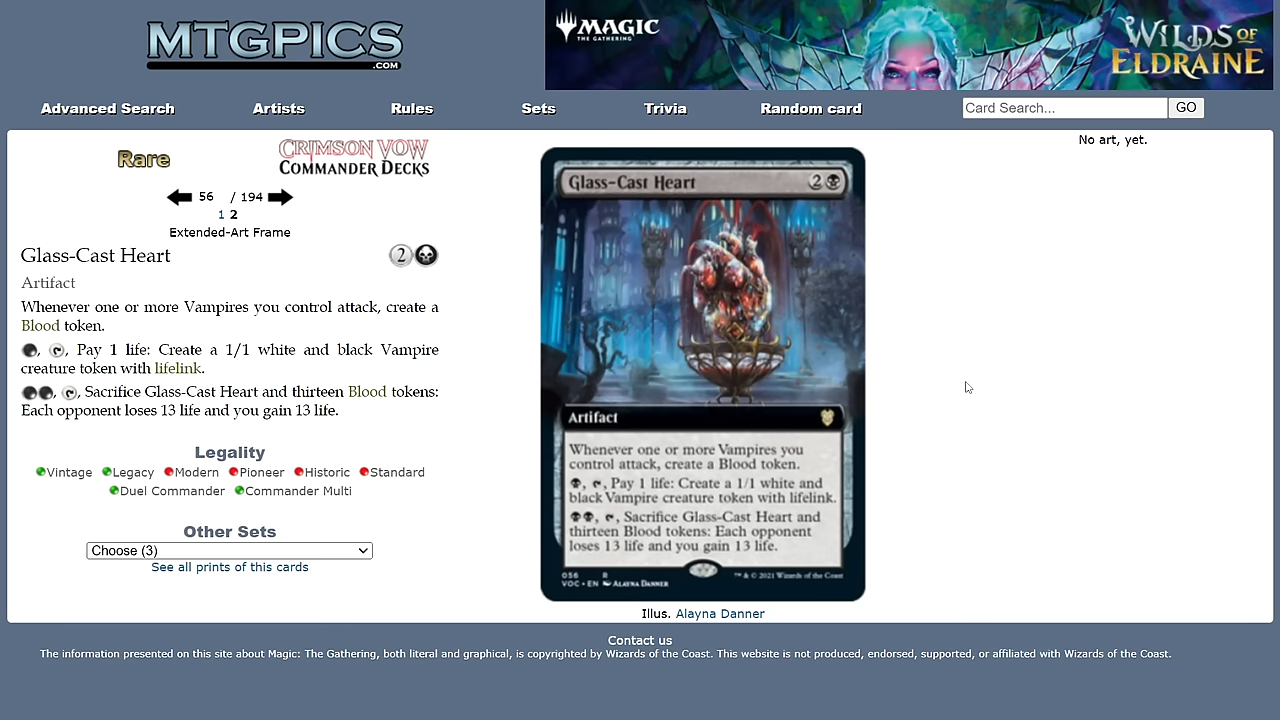 MTGPICS
.COM
MAGIC
THE GATHERING
WILDS OF
ELDRAINE
Advanced Search
Artists
Rules
Sets
Trivia
Random card
Card Search...
GO
Rare
CRIMSON VOW
COMMANDER DECKS
56 / 194
1 2
Extended-Art Frame
Glass-Cast Heart
2
Artifact
Whenever one or more Vampires you control attack, create a
Blood token.
, , Pay 1 life: Create a 1/1 white and black Vampire
creature token with lifelink.
, , Sacrifice Glass-Cast Heart and thirteen Blood tokens:
Each opponent loses 13 life and you gain 13 life.
Legality
Vintage Legacy Modern Pioneer Historic Standard
Duel Commander Commander Multi
Other Sets
Choose (3)
See all prints of this cards
Glass-Cast Heart
2
Artifact
Whenever one or more Vampires you
control attack, create a Blood token.
, , Pay 1 life: Create a 1/1 white and
black Vampire creature token with lifelink.
, , Sacrifice Glass-Cast Heart and
thirteen Blood tokens: Each opponent
loses 13 life and you gain 13 life.
056 R
VOC • EN ALAYNA DANNER
™ & © 2021 Wizards of the Coast
Illus. Alayna Danner
No art, yet.
Contact us
The information presented on this site about Magic: The Gathering, both literal and graphical, is copyrighted by Wizards of the Coast. This website is not produced, endorsed, supported, or affiliated with Wizards of the Coast.